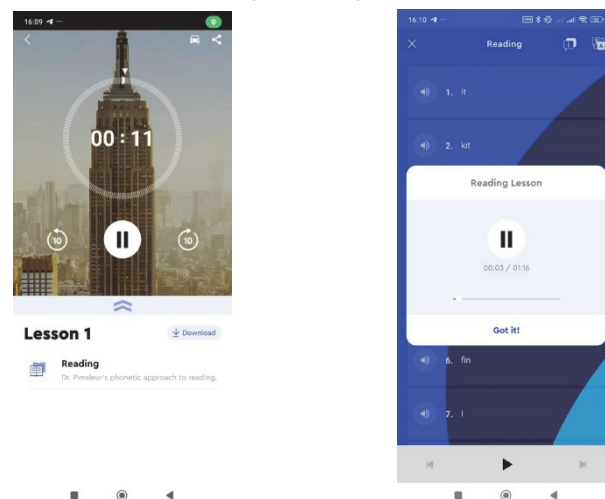 16:09
00:11
10
10
Lesson 1
Download
Reading
Dr. Pimsleur's phonetic approach to reading.
16:10
Reading
1. it
2. kit
Reading Lesson
00:03 / 01:16
Got it!
6. fin
7. I